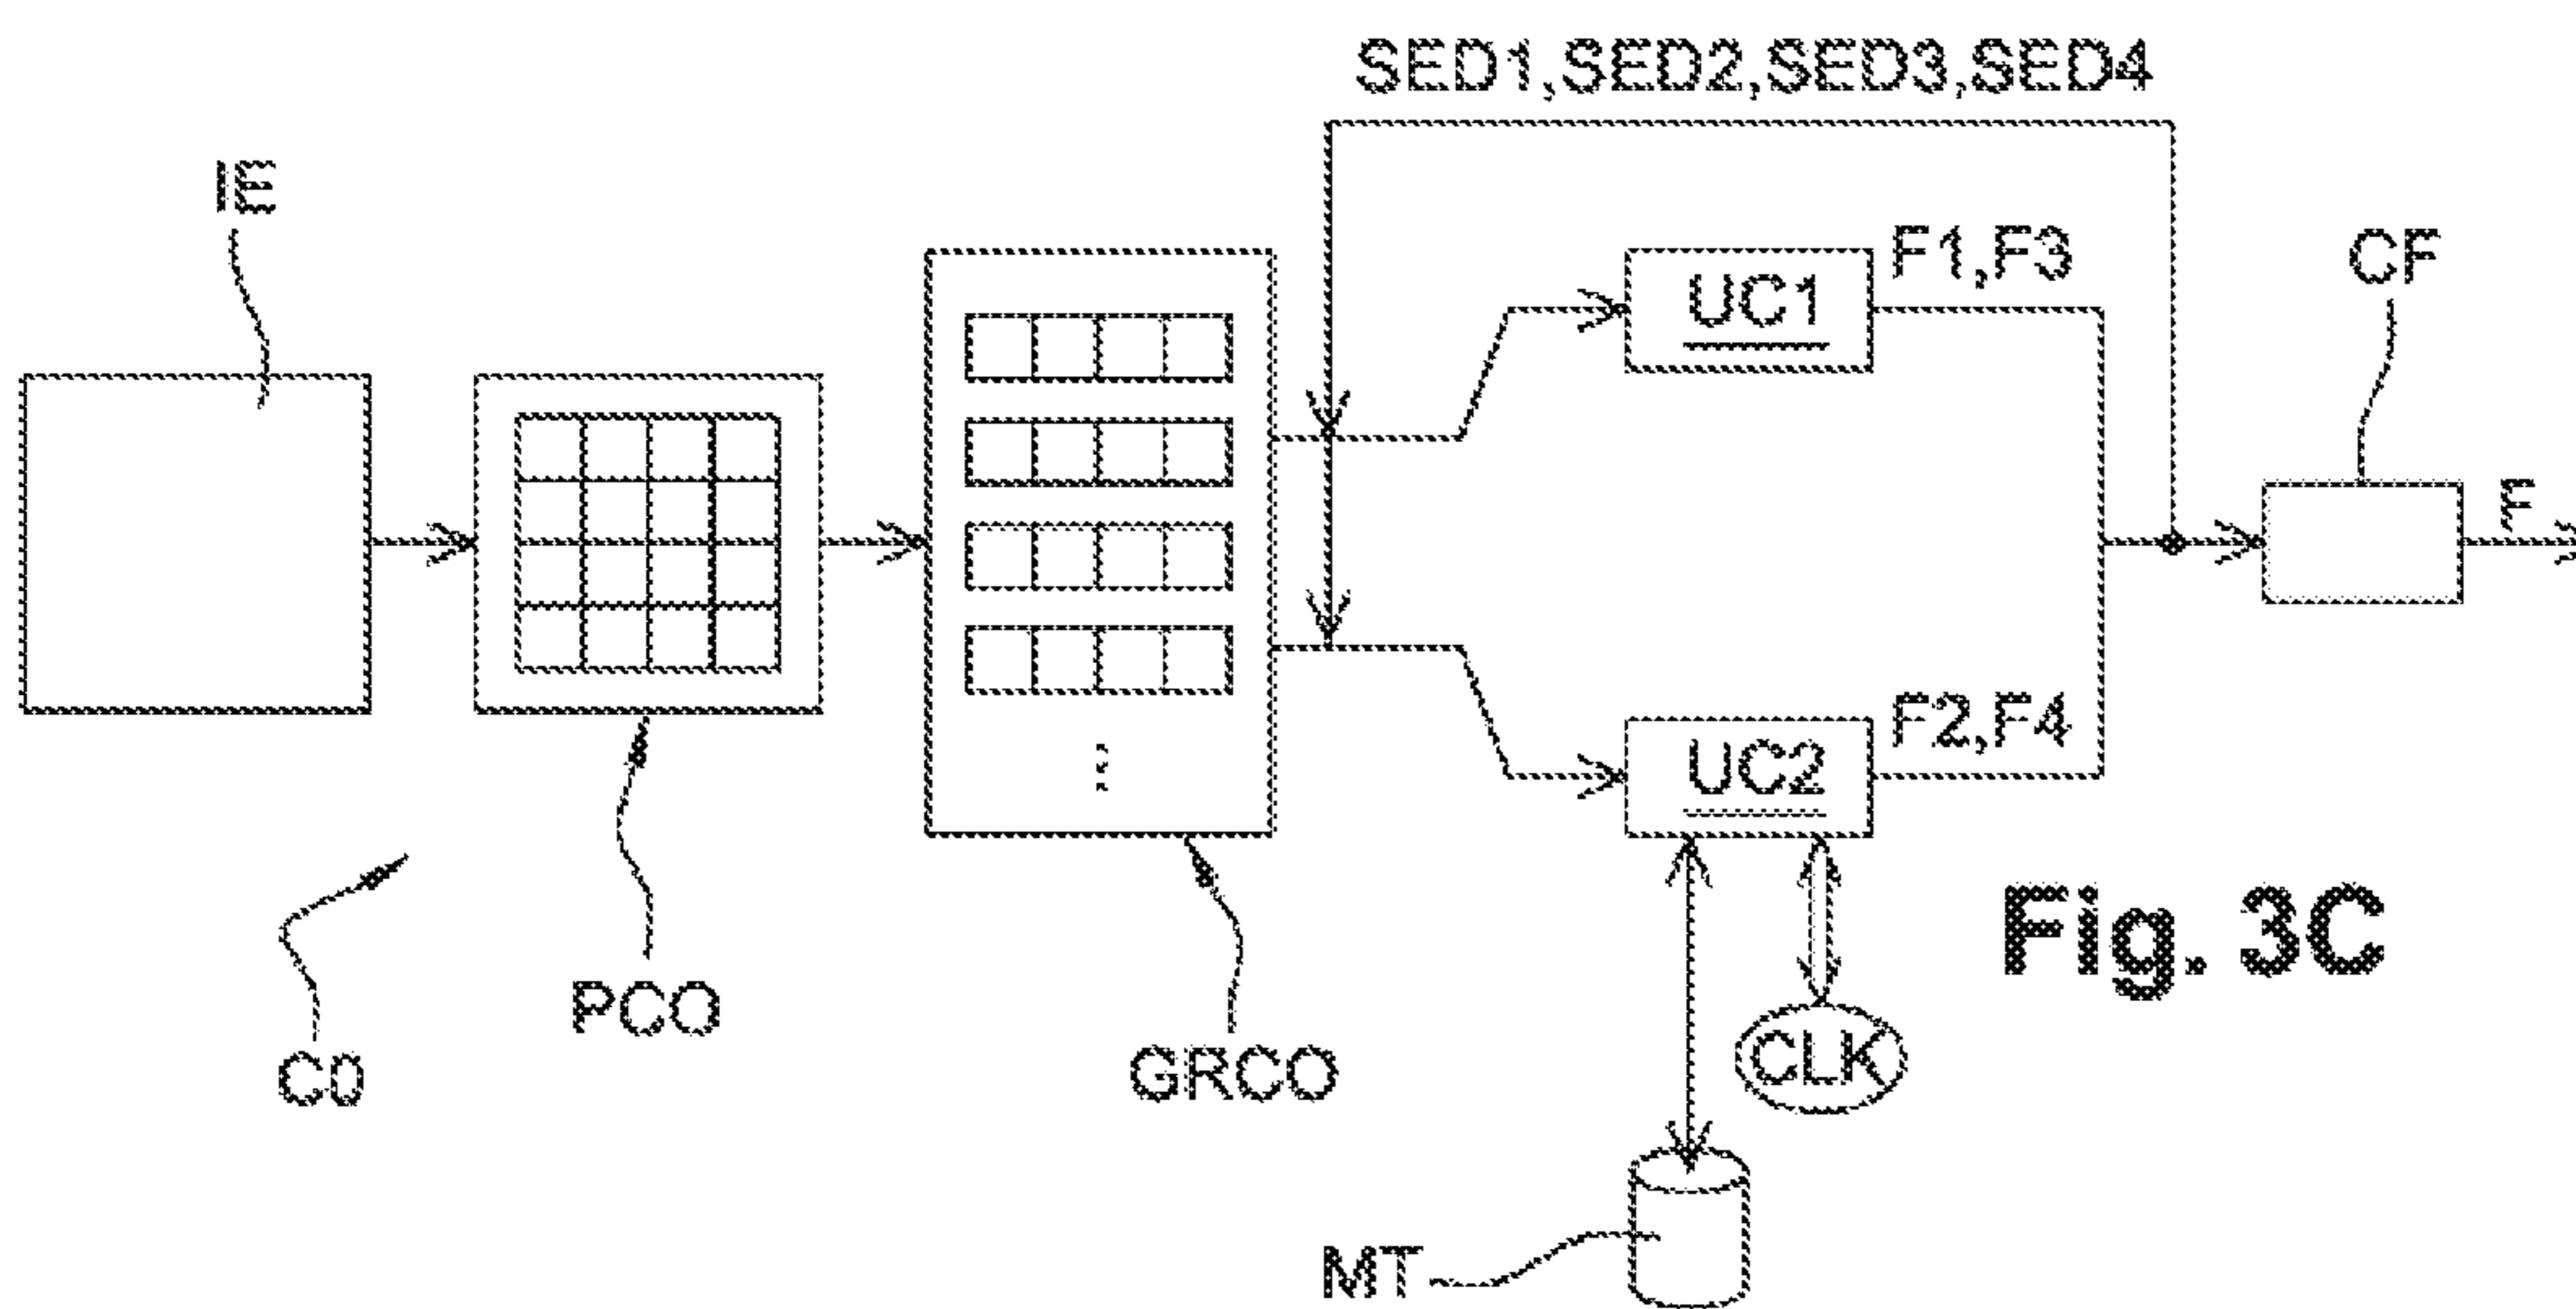 SED1,SED2,SED3,SED4
IE
UC1
F1,F3
CF
F
UC2
F2,F4
Fig. 3C
CLK
PCO
GRCO
C0
MT